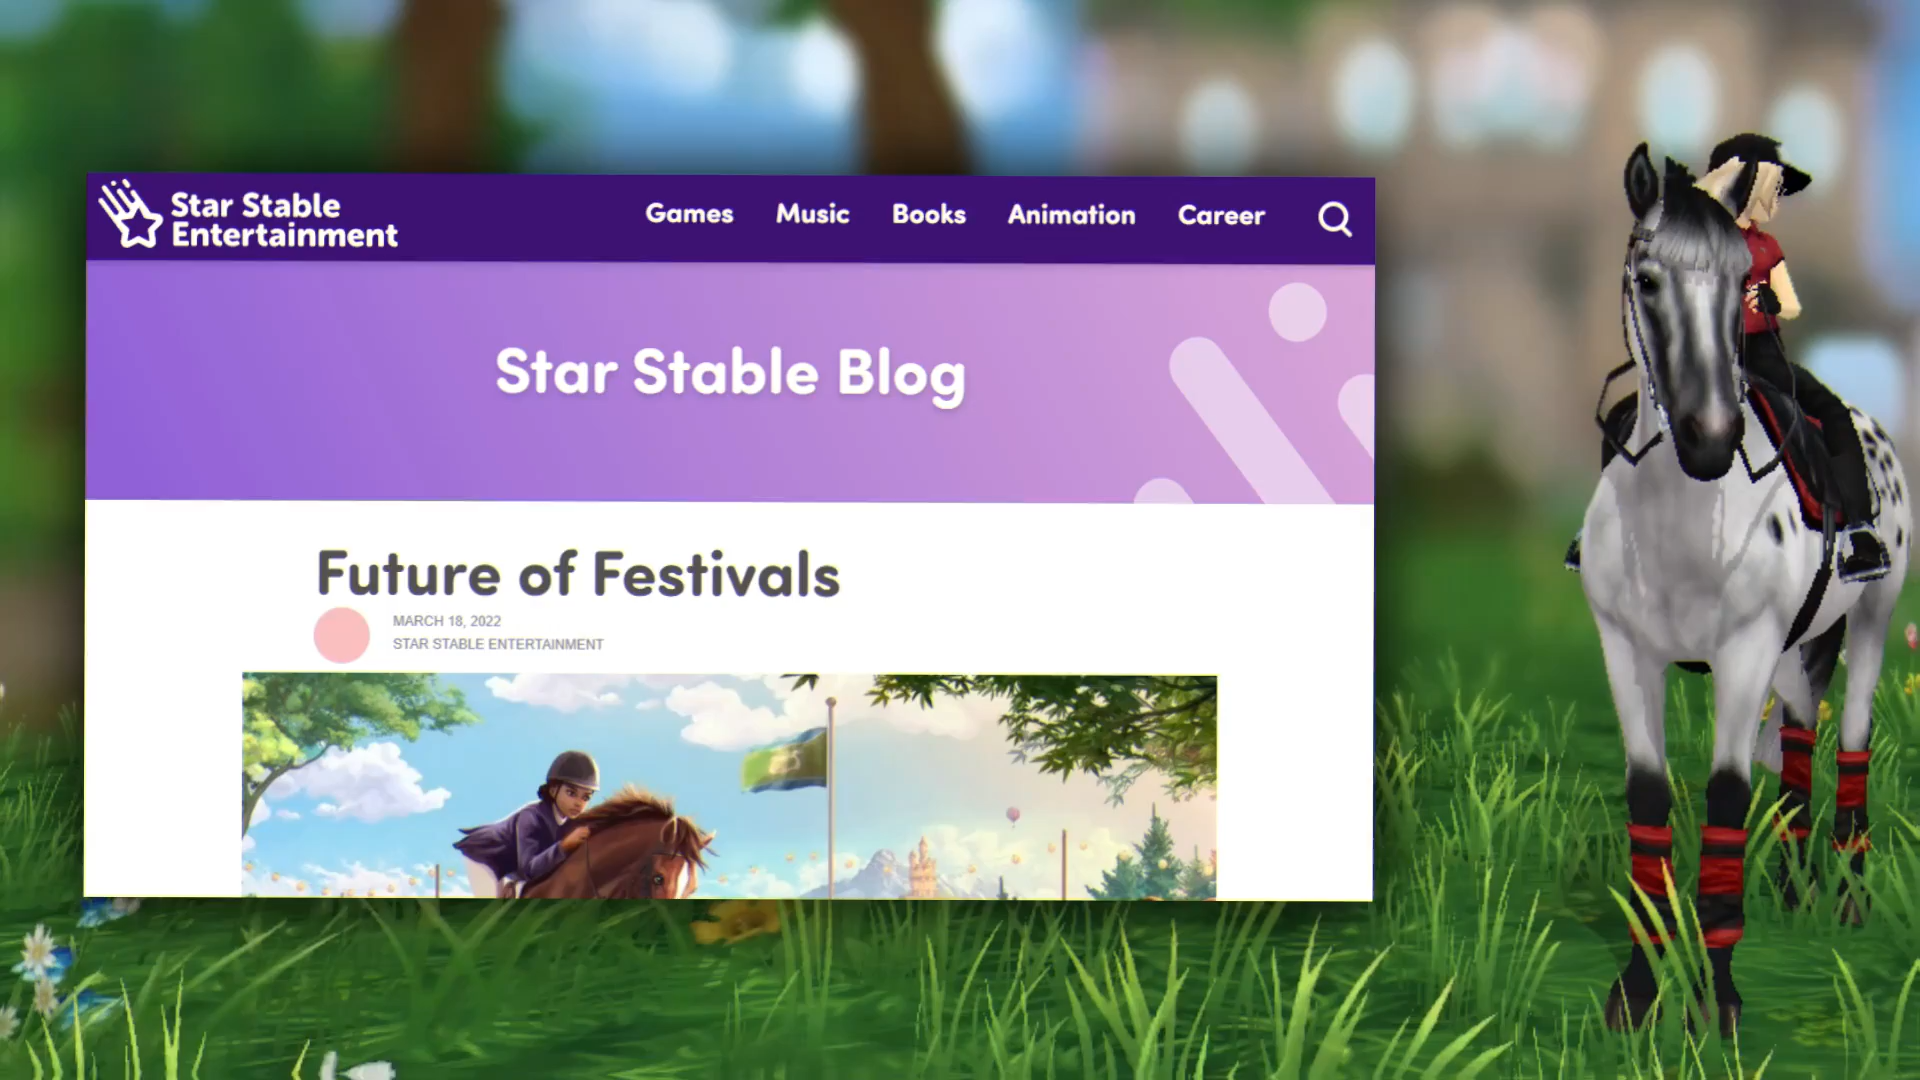 Star Stable
Entertainment
Games Music Books Animation Career
Star Stable Blog
Future of Festivals
MARCH 18, 2022
STAR STABLE ENTERTAINMENT